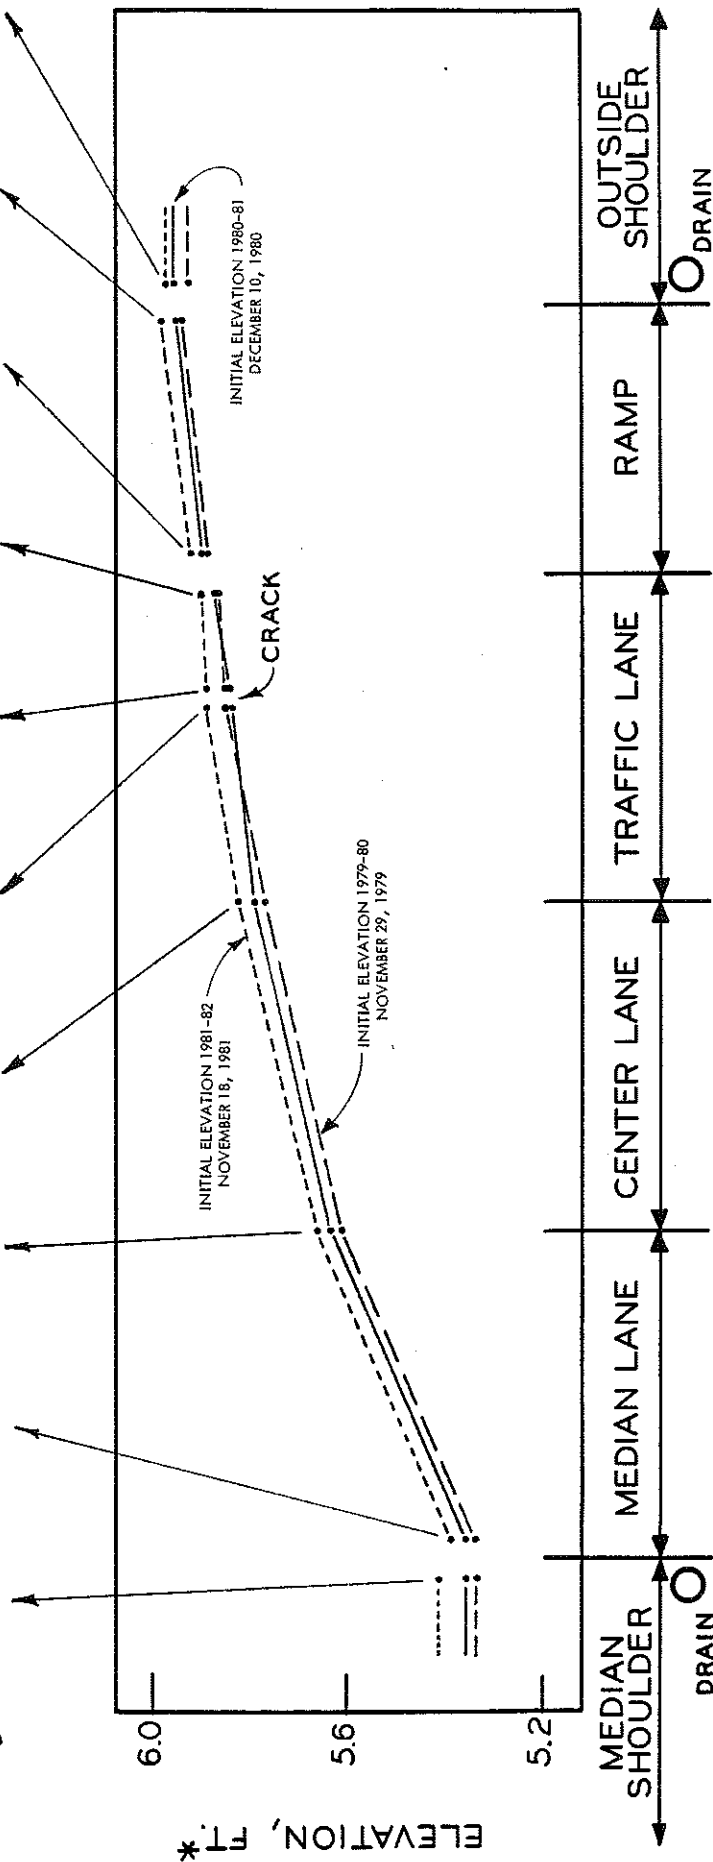 ELEVATION, FT.*
6.0
5.6
5.2
INITIAL ELEVATION 1981-82
NOVEMBER 18, 1981
INITIAL ELEVATION 1979-80
NOVEMBER 29, 1979
CRACK
INITIAL ELEVATION 1980-81
DECEMBER 10, 1980
MEDIAN
SHOULDER
DRAIN
MEDIAN LANE
CENTER LANE
TRAFFIC LANE
RAMP
OUTSIDE
SHOULDER
DRAIN